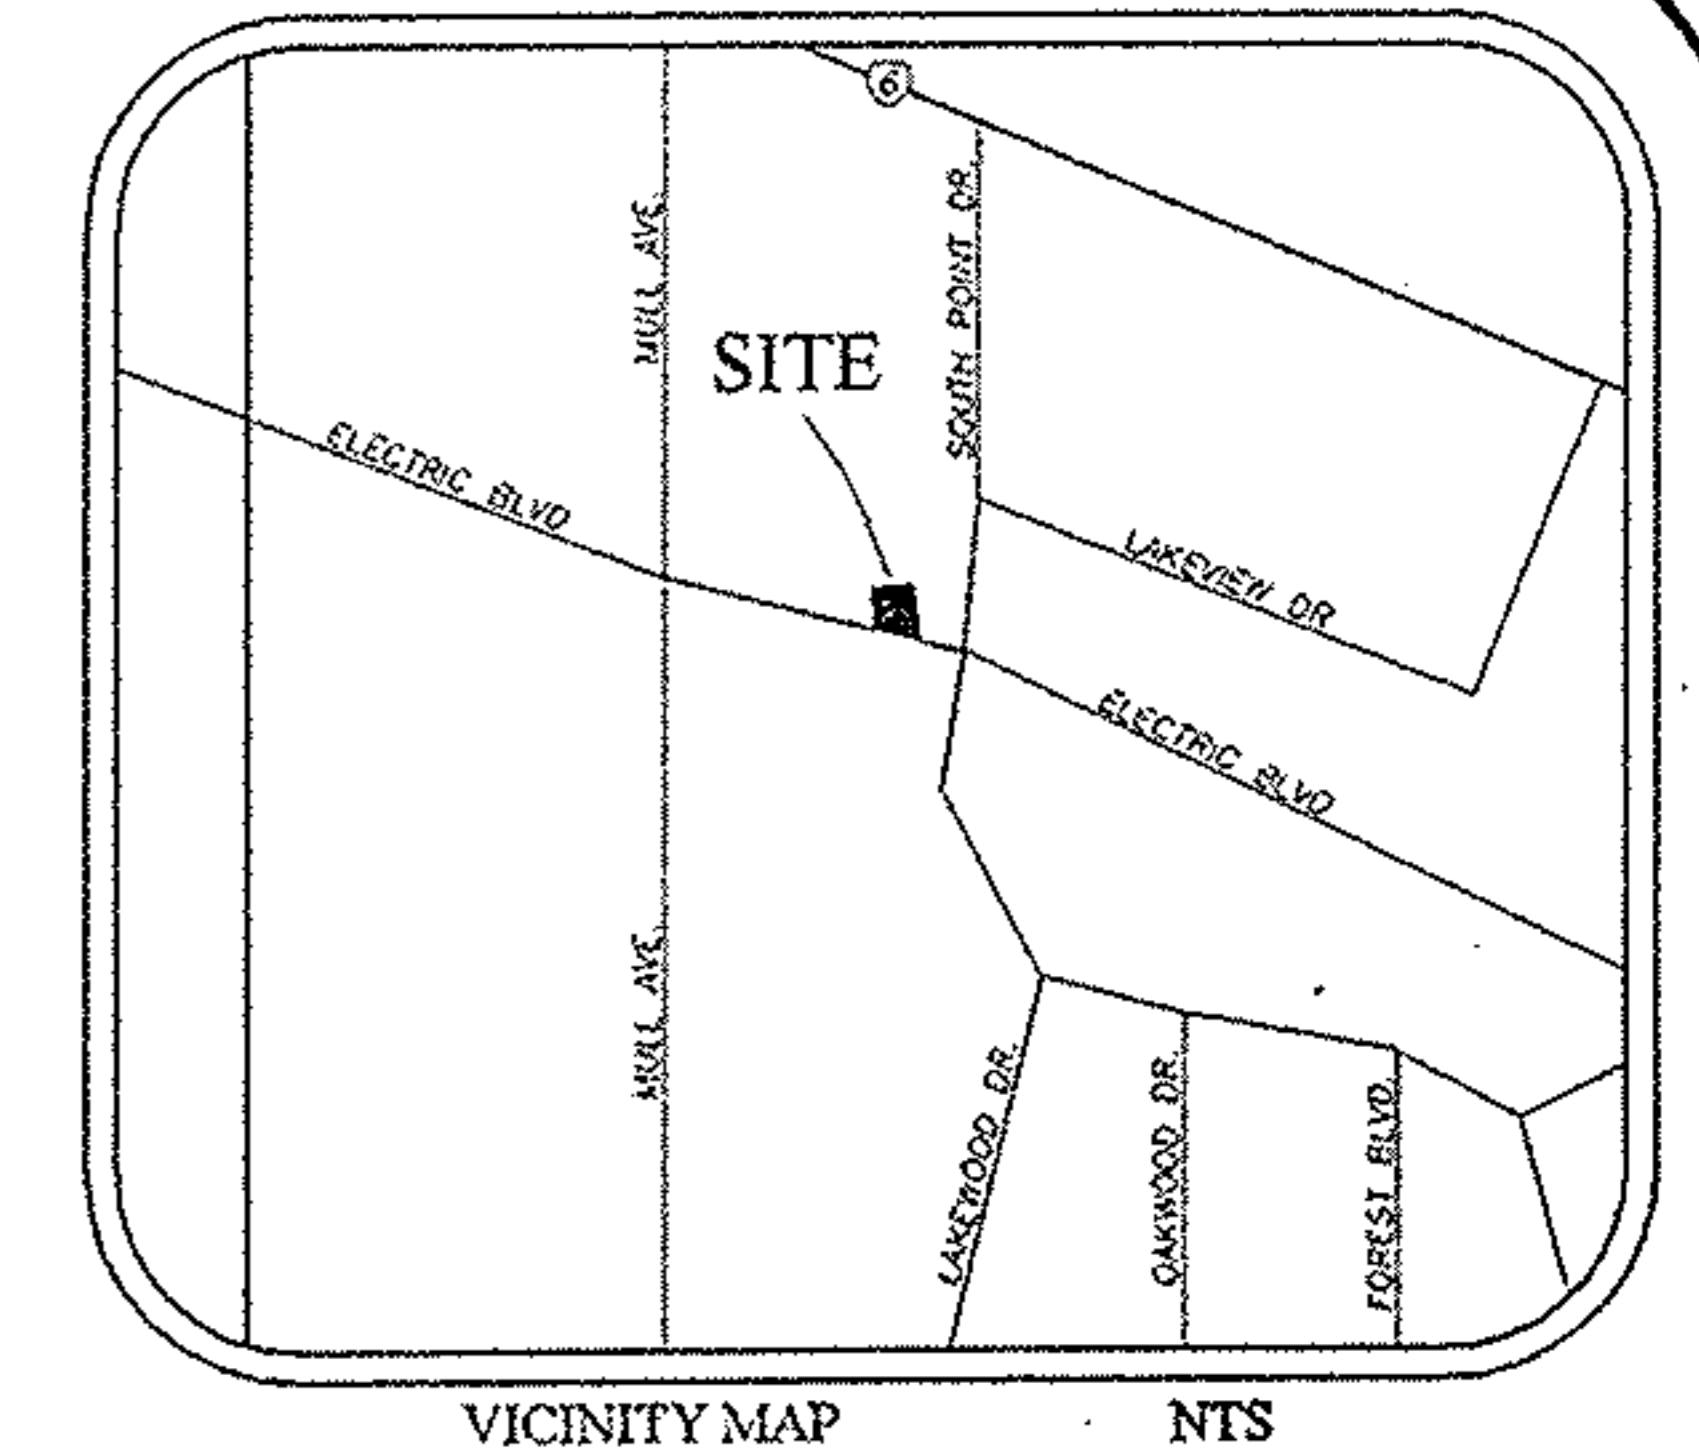 6
MULL AVE.
SOUTH POINT DR.
SITE
ELECTRIC BLVD
LAKEVIEW DR
ELECTRIC BLVD
MULL AVE.
LAKEWOOD DR.
OAKWOOD DR.
FOREST BLVD.
VICINITY MAP NTS